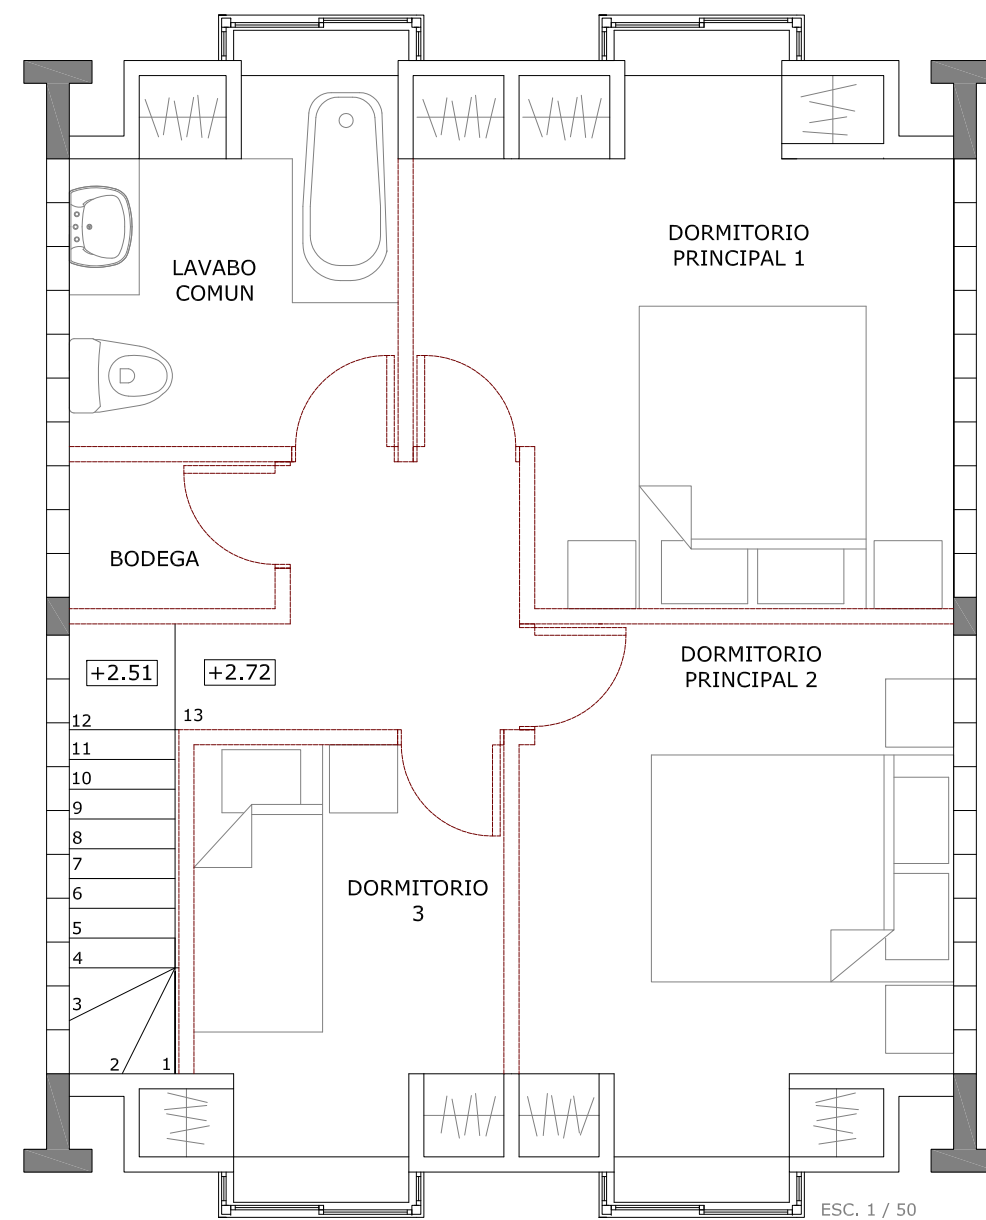 DORMITORIO
PRINCIPAL 1
LAVABO
COMUN
BODEGA
DORMITORIO
PRINCIPAL 2
+2.51
+2.72
13
12
11
10
9
8
7
6
5
4
3
2
1
DORMITORIO
3
ESC. 1 / 50